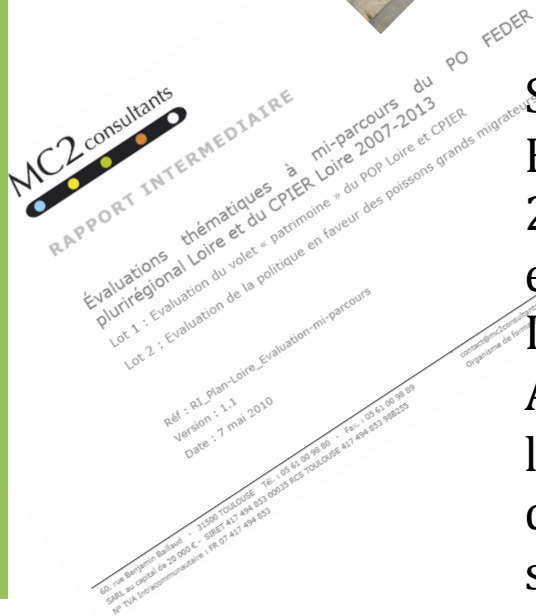 MC2 consultants
RAPPORT INTERMEDIAIRE
Évaluations thématiques à mi-parcours du PO FEDER
plurirégional Loire et du CPIER Loire 2007-2013
Lot 1 : Evaluation du volet « patrimoine » du POP Loire et CPIER
Lot 2 : Evaluation de la politique en faveur des poissons grands migrateurs
Réf : RI_Plan-Loire_Evaluation-mi-parcours
Version : 1.1
Date : 7 mai 2010
60, rue Benjamin Baillaud - 31500 TOULOUSE Tél. : 05 61 00 98 80 - Fax. : 05 61 00 98 89
contact@mc2consultants
SARL au capital de 20 000 € - SIRET 417 494 853 00035 RCS TOULOUSE 417 494 853 98B255
Organisme de
N° TVA Intracommunautaire : FR 07 417 494 853